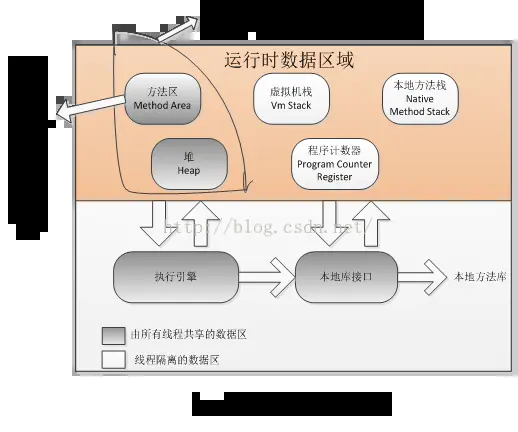 运行时数据区域
方法区
Method Area
虚拟机栈
Vm Stack
本地方法栈
Native
Method Stack
堆
Heap
程序计数器
Program Counter
Register
http://blog.csdn.net/
执行引擎
本地库接口
本地方法库
由所有线程共享的数据区
线程隔离的数据区